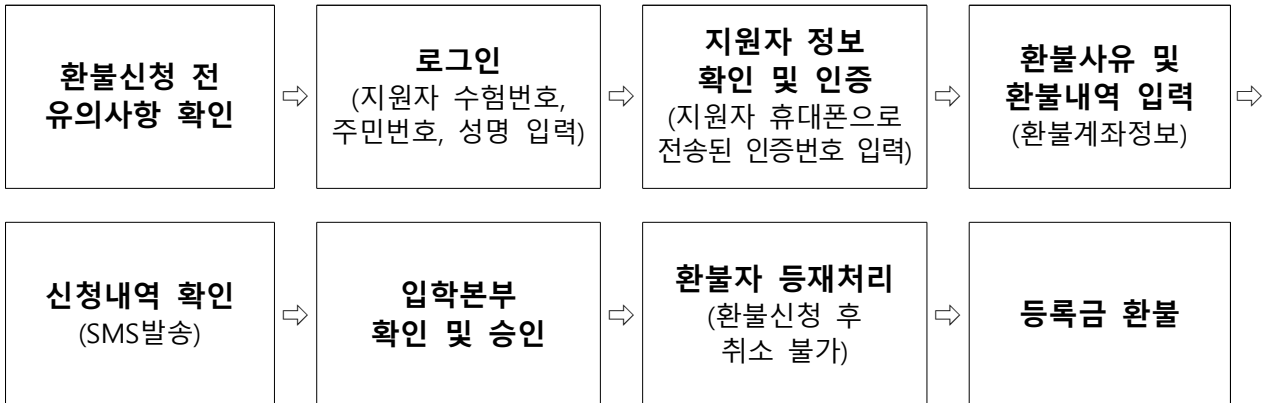 환불신청 전
유의사항 확인
⇨
로그인
(지원자 수험번호,
주민번호, 성명 입력)
⇨
지원자 정보
확인 및 인증
(지원자 휴대폰으로
전송된 인증번호 입력)
⇨
환불사유 및
환불내역 입력
(환불계좌정보)
⇨
신청내역 확인
(SMS발송)
⇨
입학본부
확인 및 승인
⇨
환불자 등재처리
(환불신청 후
취소 불가)
⇨
등록금 환불